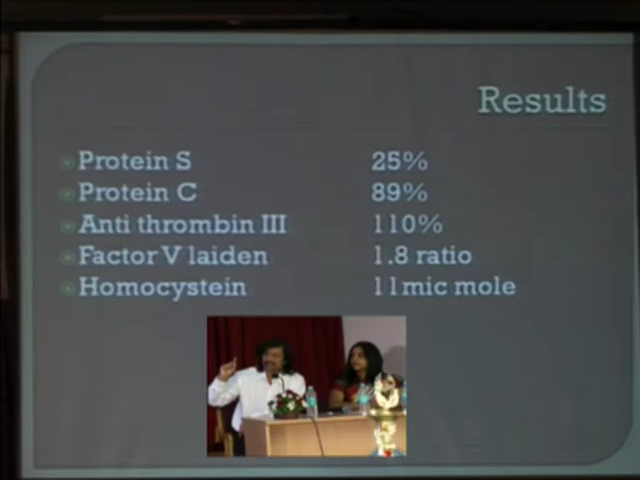 Results
Protein S 25%
Protein C 89%
Anti thrombin III 110%
Factor V laiden 1.8 ratio
Homocystein 11mic mole